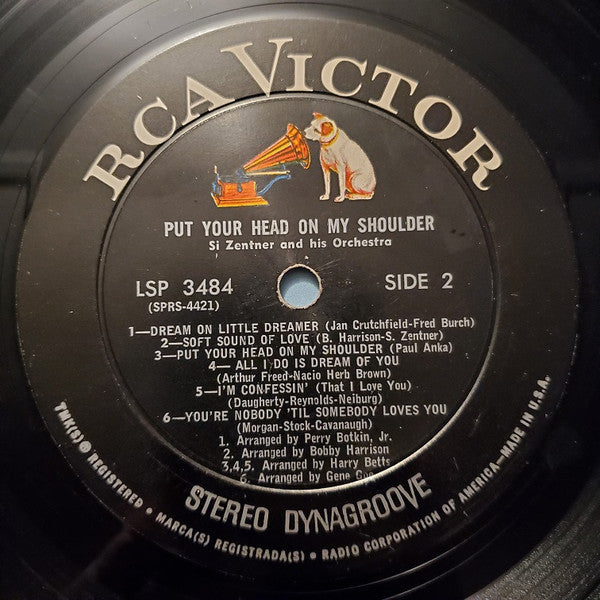 RCA VICTOR
PUT YOUR HEAD ON MY SHOULDER
Si Zentner and his Orchestra
LSP 3484
(SPRS-4421)
SIDE 2
1—DREAM ON LITTLE DREAMER (Jan Crutchfield-Fred Burch)
2—SOFT SOUND OF LOVE (B. Harrison-S. Zentner)
3—PUT YOUR HEAD ON MY SHOULDER (Paul Anka)
4— ALL I DO IS DREAM OF YOU
(Arthur Freed-Nacio Herb Brown)
5—I'M CONFESSIN' (That I Love You)
(Daugherty-Reynolds-Neiburg)
6—YOU'RE NOBODY 'TIL SOMEBODY LOVES YOU
(Morgan-Stock-Cavanaugh)
1. Arranged by Perry Botkin, Jr.
2. Arranged by Bobby Harrison
3,4,5. Arranged by Harry Betts
6. Arranged by Gene
STEREO DYNAGROOVE
TMK(S) ® REGISTERED • MARCA(S) REGISTRADA(S) • RADIO CORPORATION OF AMERICA—MADE IN U.S.A.